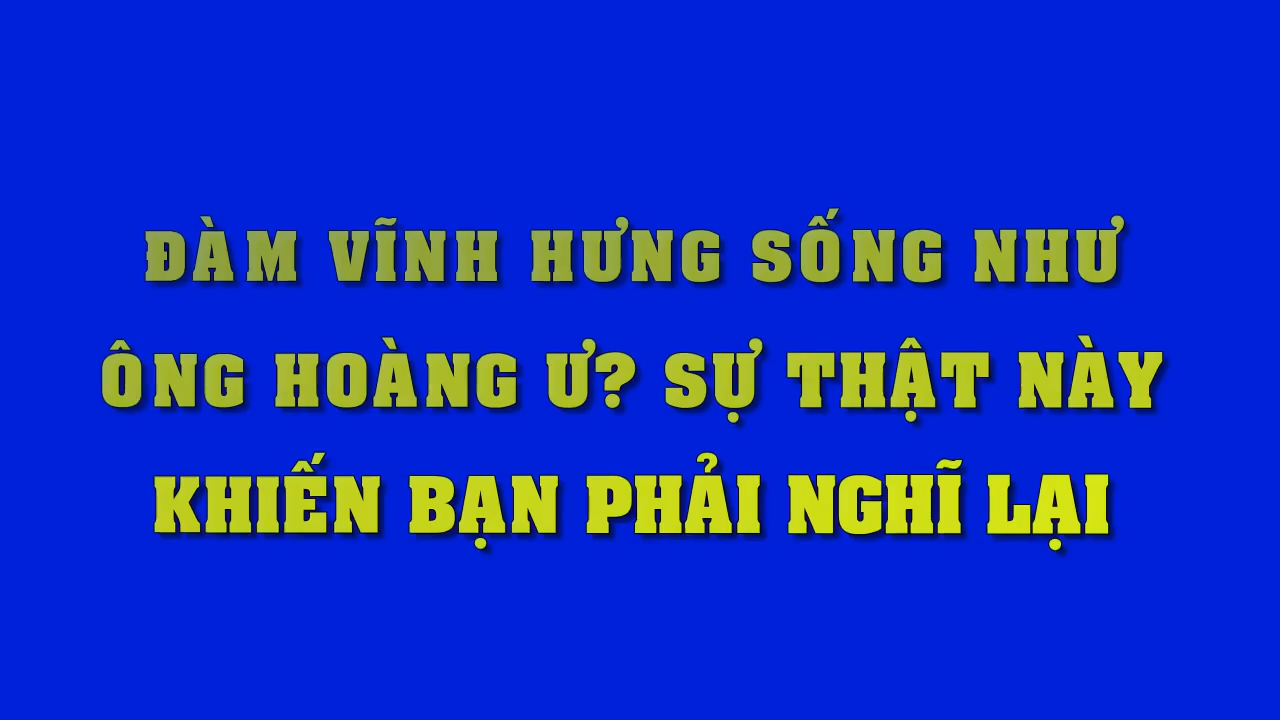 ĐÀM VĨNH HƯNG SỐNG NHƯ
ÔNG HOÀNG Ư? SỰ THẬT NÀY
KHIẾN BẠN PHẢI NGHĨ LẠI